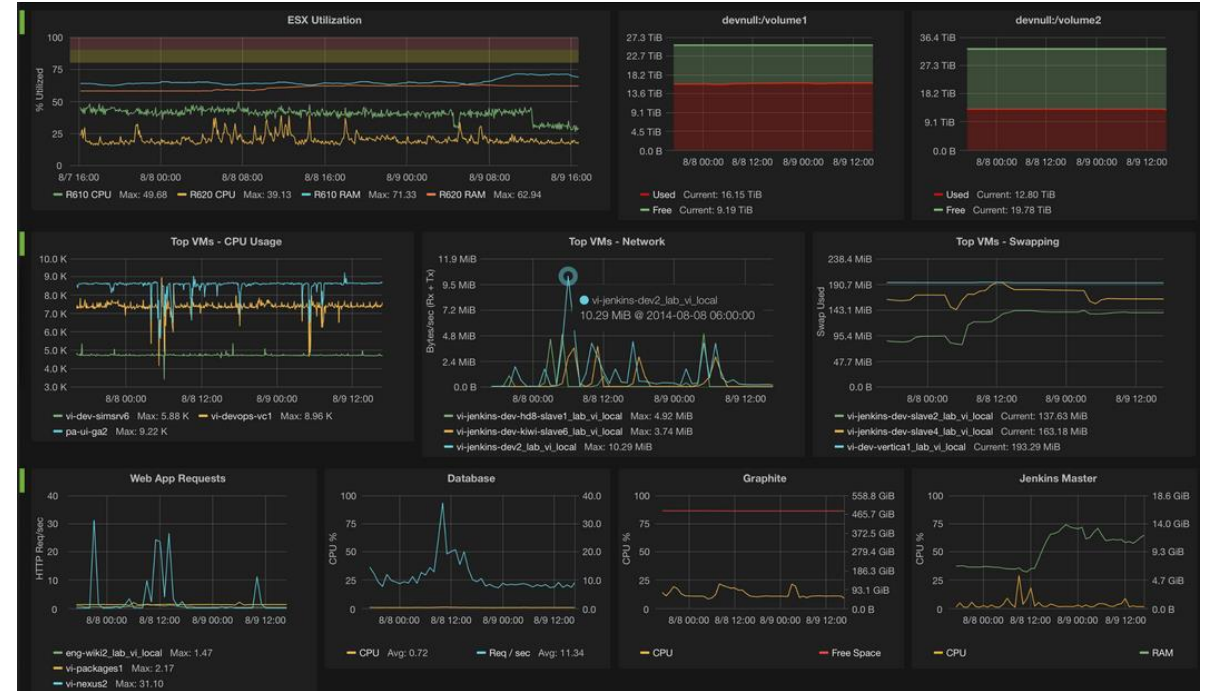 ESX Utilization
100
75
50
25
0
% Utilized
8/7 16:00 8/8 00:00 8/8 08:00 8/8 16:00 8/9 00:00 8/9 08:00 8/9 16:00
R610 CPU Max: 49.68 R620 CPU Max: 39.13 R610 RAM Max: 71.33 R620 RAM Max: 62.94
devnull:/volume1
27.3 TiB
22.7 TiB
18.2 TiB
13.6 TiB
9.1 TiB
4.5 TiB
0.0 B
8/8 00:00 8/8 12:00 8/9 00:00 8/9 12:00
Used Current: 16.15 TiB
Free Current: 9.19 TiB
devnull:/volume2
36.4 TiB
27.3 TiB
18.2 TiB
9.1 TiB
0.0 B
8/8 00:00 8/8 12:00 8/9 00:00 8/9 12:00
Used Current: 12.80 TiB
Free Current: 19.78 TiB
Top VMs - CPU Usage
10.0 K
9.0 K
8.0 K
7.0 K
6.0 K
5.0 K
4.0 K
3.0 K
8/8 00:00 8/8 12:00 8/9 00:00 8/9 12:00
vi-dev-simsrv6 Max: 5.88 K vi-devops-vc1 Max: 8.96 K
pa-ui-ga2 Max: 9.22 K
Top VMs - Network
11.9 MiB
9.5 MiB
7.2 MiB
4.8 MiB
2.4 MiB
0.0 B
Bytes/sec (Rx + Tx)
vi-jenkins-dev2_lab_vi_local
10.29 MiB @ 2014-08-08 06:00:00
8/8 00:00 8/8 12:00 8/9 00:00 8/9 12:00
vi-jenkins-dev-hd8-slave1_lab_vi_local Max: 4.92 MiB
vi-jenkins-dev-kiwi-slave6_lab_vi_local Max: 3.74 MiB
vi-jenkins-dev2_lab_vi_local Max: 10.29 MiB
Top VMs - Swapping
238.4 MiB
190.7 MiB
143.1 MiB
95.4 MiB
47.7 MiB
0.0 B
Swap Used
8/8 00:00 8/8 12:00 8/9 00:00 8/9 12:00
vi-jenkins-dev-slave2_lab_vi_local Current: 137.63 MiB
vi-jenkins-dev-slave4_lab_vi_local Current: 163.18 MiB
vi-dev-vertica1_lab_vi_local Current: 193.29 MiB
Web App Requests
40
30
20
10
0
HTTP Req/sec
8/8 00:00 8/8 12:00 8/9 00:00 8/9 12:00
eng-wiki2_lab_vi_local Max: 1.47
vi-packages1 Max: 2.17
vi-nexus2 Max: 31.10
Database
100 40.0
75 30.0
50 20.0
25 10.0
0 0.0
CPU %
8/8 00:00 8/8 12:00 8/9 00:00 8/9 12:00
CPU Avg: 0.72 Req / sec Avg: 11.34
Graphite
100
75
50
25
0
CPU %
558.8 GiB
465.7 GiB
372.5 GiB
279.4 GiB
186.3 GiB
93.1 GiB
0.0 B
8/8 00:00 8/8 12:00 8/9 00:00 8/9 12:00
CPU Free Space
Jenkins Master
100 18.6 GiB
75 14.0 GiB
50 9.3 GiB
25 4.7 GiB
0 0.0 B
CPU %
8/8 00:00 8/8 12:00 8/9 00:00 8/9 12:00
CPU RAM